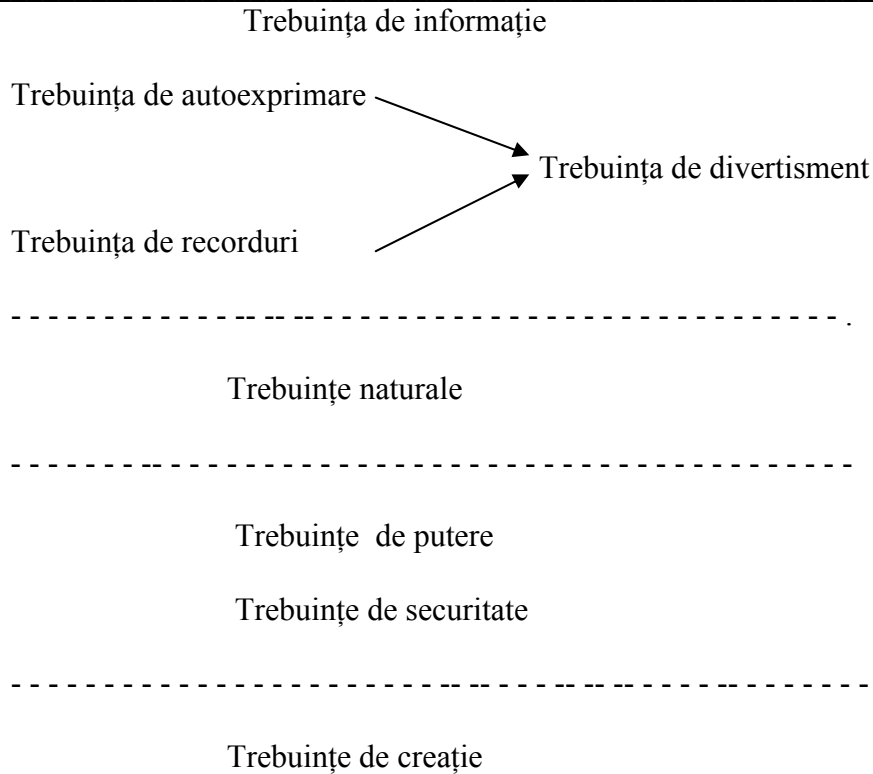 Trebuința de informație
Trebuința de autoexprimare
Trebuința de divertisment
Trebuința de recorduri
Trebuințe naturale
Trebuințe de putere
Trebuințe de securitate
Trebuințe de creație